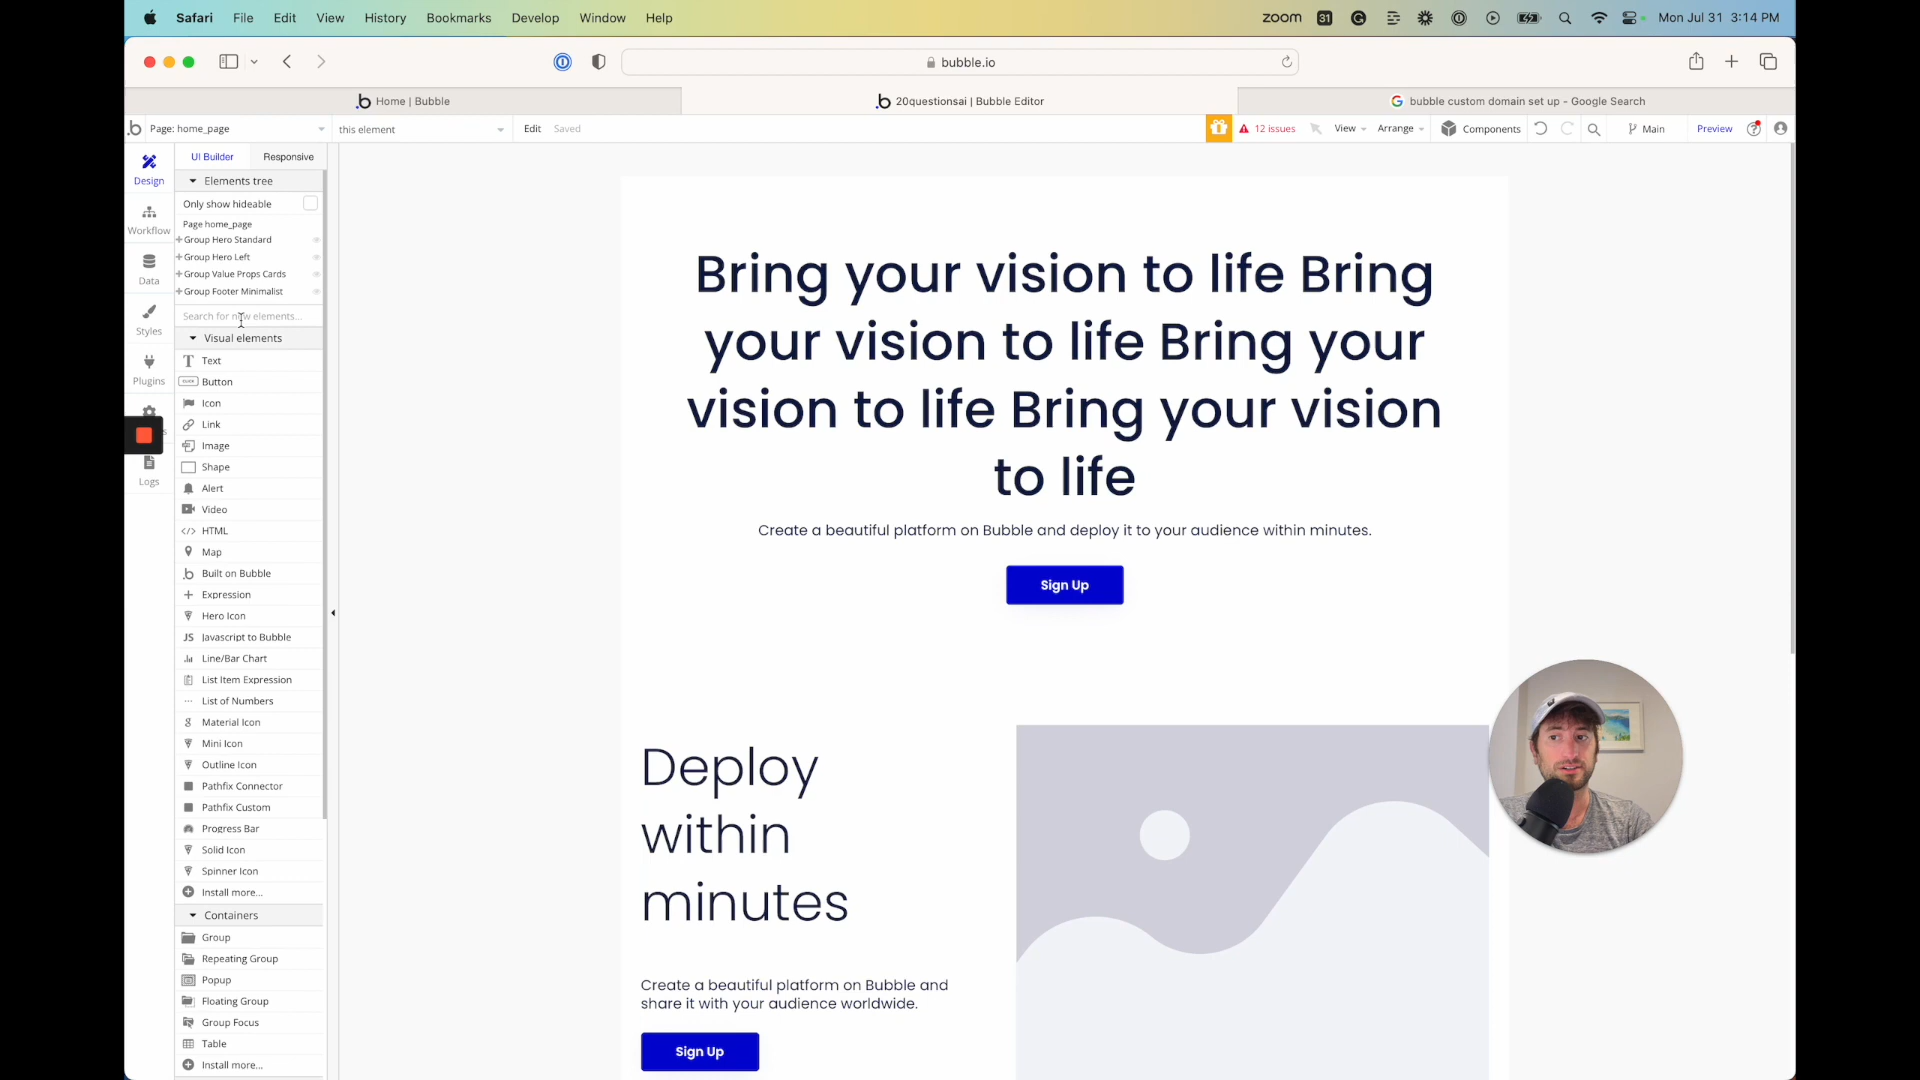 Safari File Edit View History Bookmarks Develop Window Help
zoom 31 Mon Jul 31 3:14 PM
bubble.io
Home | Bubble
20questionsai | Bubble Editor
bubble custom domain set up - Google Search
Page: home_page
this element
Edit Saved
12 issues
View
Arrange
Components
Main
Preview
Design
Workflow
Data
Styles
Plugins
Logs
UI Builder Responsive
Elements tree
Only show hideable
Page home_page
Group Hero Standard
Group Hero Left
Group Value Props Cards
Group Footer Minimalist
Search for new elements...
Visual elements
Text
Button
Icon
Link
Image
Shape
Alert
Video
HTML
Map
Built on Bubble
Expression
Hero Icon
Javascript to Bubble
Line/Bar Chart
List Item Expression
List of Numbers
Material Icon
Mini Icon
Outline Icon
Pathfix Connector
Pathfix Custom
Progress Bar
Solid Icon
Spinner Icon
Install more...
Containers
Group
Repeating Group
Popup
Floating Group
Group Focus
Table
Install more...
Bring your vision to life Bring
your vision to life Bring your
vision to life Bring your vision
to life
Create a beautiful platform on Bubble and deploy it to your audience within minutes.
Sign Up
Deploy
within
minutes
Create a beautiful platform on Bubble and
share it with your audience worldwide.
Sign Up